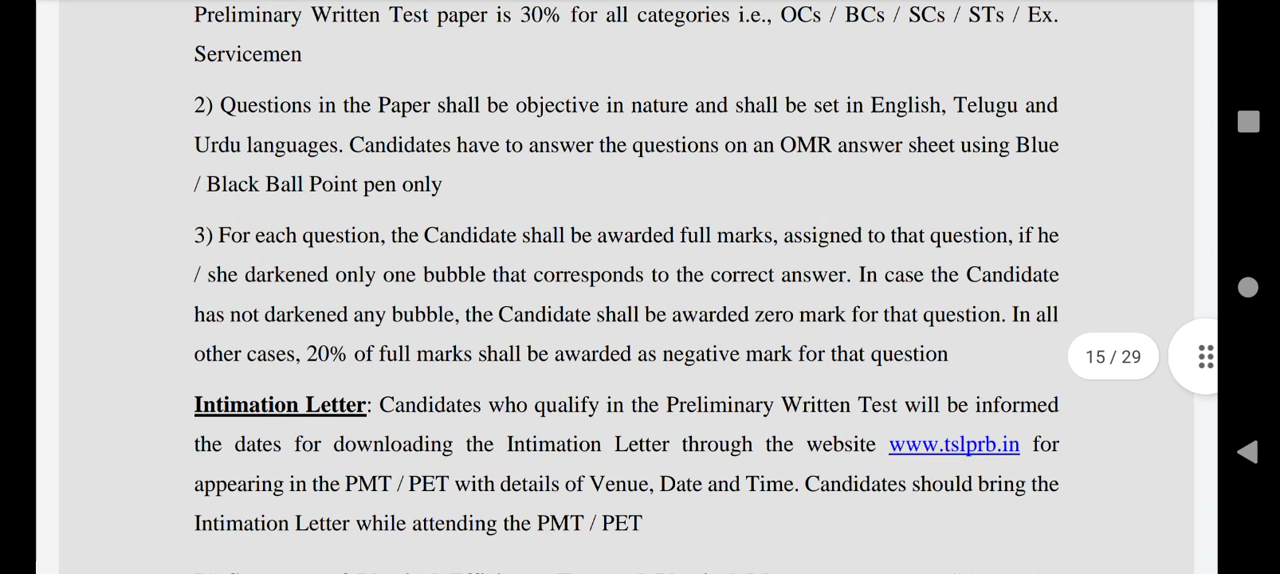 Preliminary Written Test paper is 30% for all categories i.e., OCs / BCs / SCs / STs / Ex.
Servicemen
2) Questions in the Paper shall be objective in nature and shall be set in English, Telugu and
Urdu languages. Candidates have to answer the questions on an OMR answer sheet using Blue
/ Black Ball Point pen only
3) For each question, the Candidate shall be awarded full marks, assigned to that question, if he
/ she darkened only one bubble that corresponds to the correct answer. In case the Candidate
has not darkened any bubble, the Candidate shall be awarded zero mark for that question. In all
other cases, 20% of full marks shall be awarded as negative mark for that question
15 / 29
Intimation Letter: Candidates who qualify in the Preliminary Written Test will be informed
the dates for downloading the Intimation Letter through the website www.tslprb.in for
appearing in the PMT / PET with details of Venue, Date and Time. Candidates should bring the
Intimation Letter while attending the PMT / PET